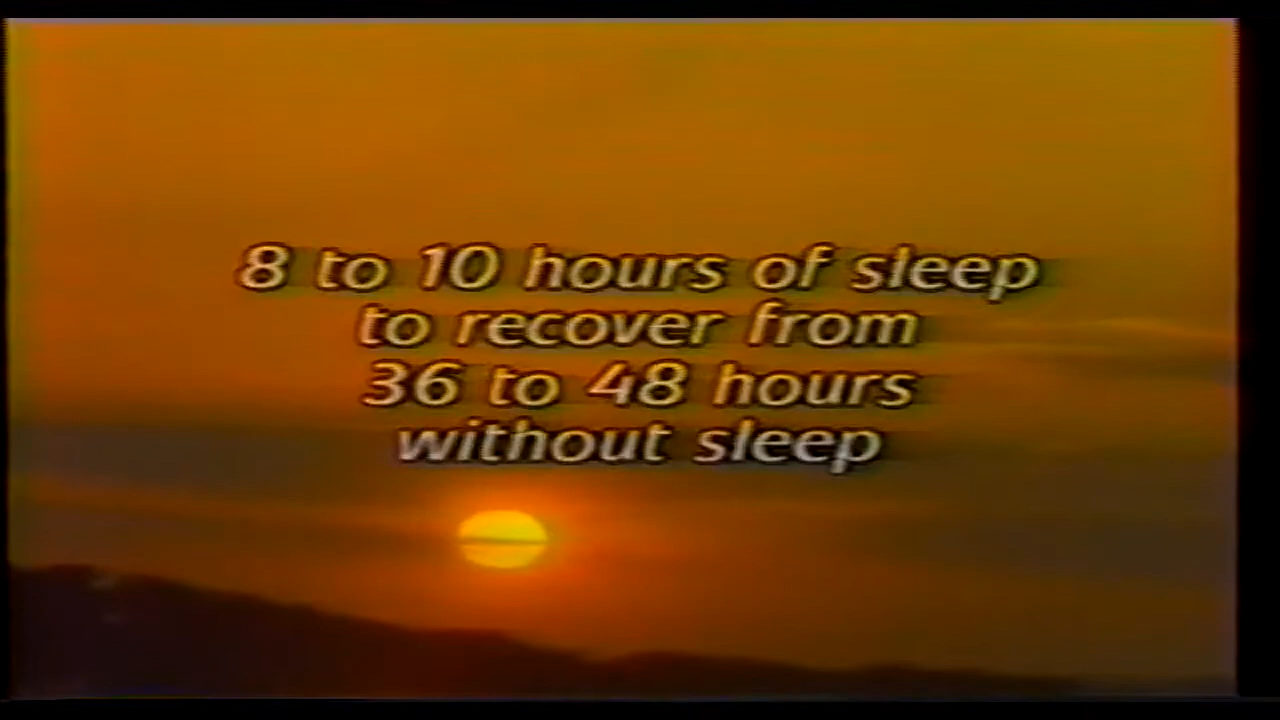 8 to 10 hours of sleep
to recover from
36 to 48 hours
without sleep